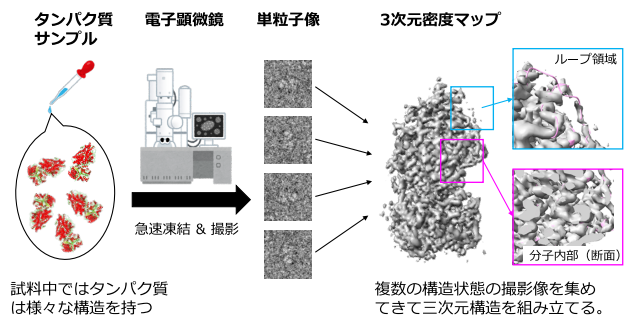 タンパク質
サンプル
電子顕微鏡
単粒子像
3次元密度マップ
ループ領域
急速凍結 & 撮影
分子内部（断面）
試料中ではタンパク質
は様々な構造を持つ
複数の構造状態の撮影像を集め
てきて三次元構造を組み立てる。